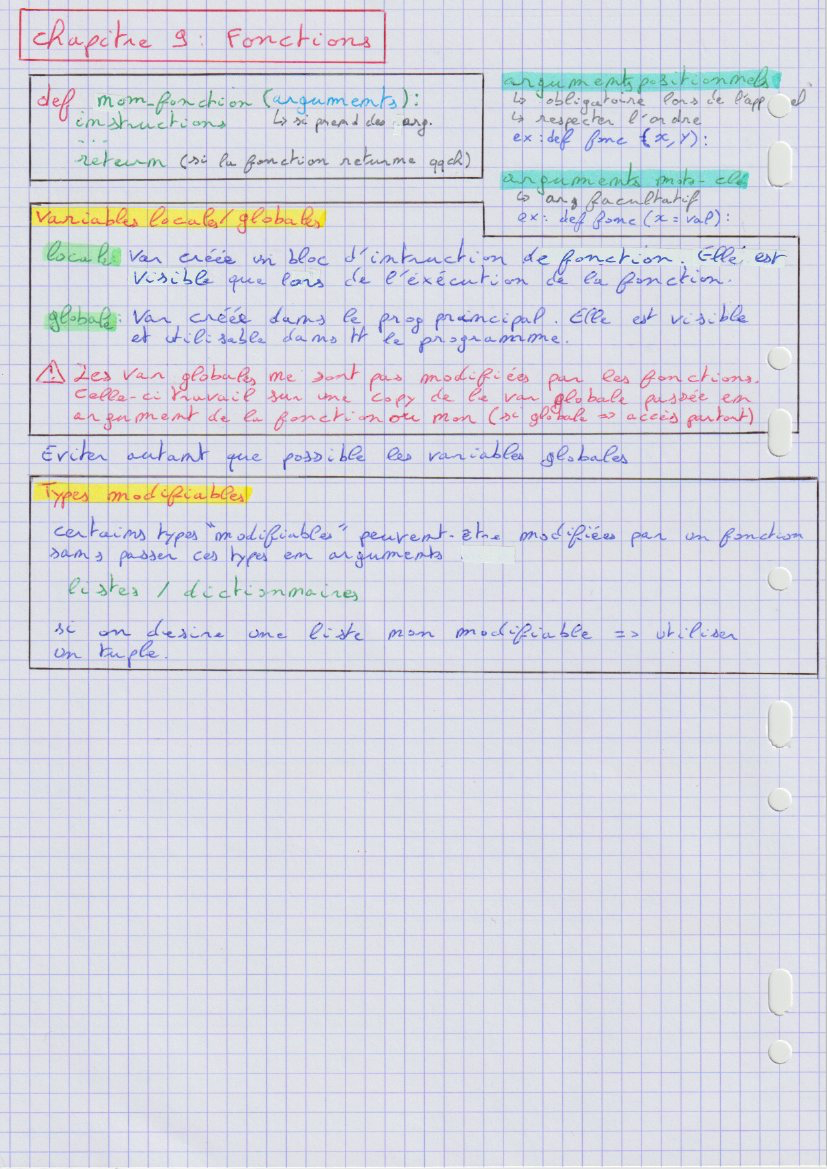 Chapitre 9 : Fonctions
def nom-fonction (arguments) :
instructions ↳ si prend des arg.
...
return (si la fonction returne qqch)
arguments positionnels
↳ obligatoire lors de l'appel
↳ respecter l'ordre
ex : def fonc (x, Y) :
arguments mots-clé
↳ arg facultatif
ex : def fonc (x = val) :
Variables locales/globales
locale : Var créée un bloc d'intruction de fonction. Elle est
visible que lors de l'éxécution de la fonction.
globale : Var créée dans le prog principal. Elle est visible
et utilisable dans tt le programme.
⚠ Les var globales ne sont pas modifiées par les fonctions.
Celle-ci travail sur une copy de la var globale passée en
argument de la fonction ou non (si globale => accès partout)
Eviter autant que possible les variables globales
Types modifiables
certains types "modifiables" peuvent-être modifiées par un fonction
sans passer ces types en arguments.
listes / dictionnaires
si on desire une liste non modifiable => utiliser
un tuple.